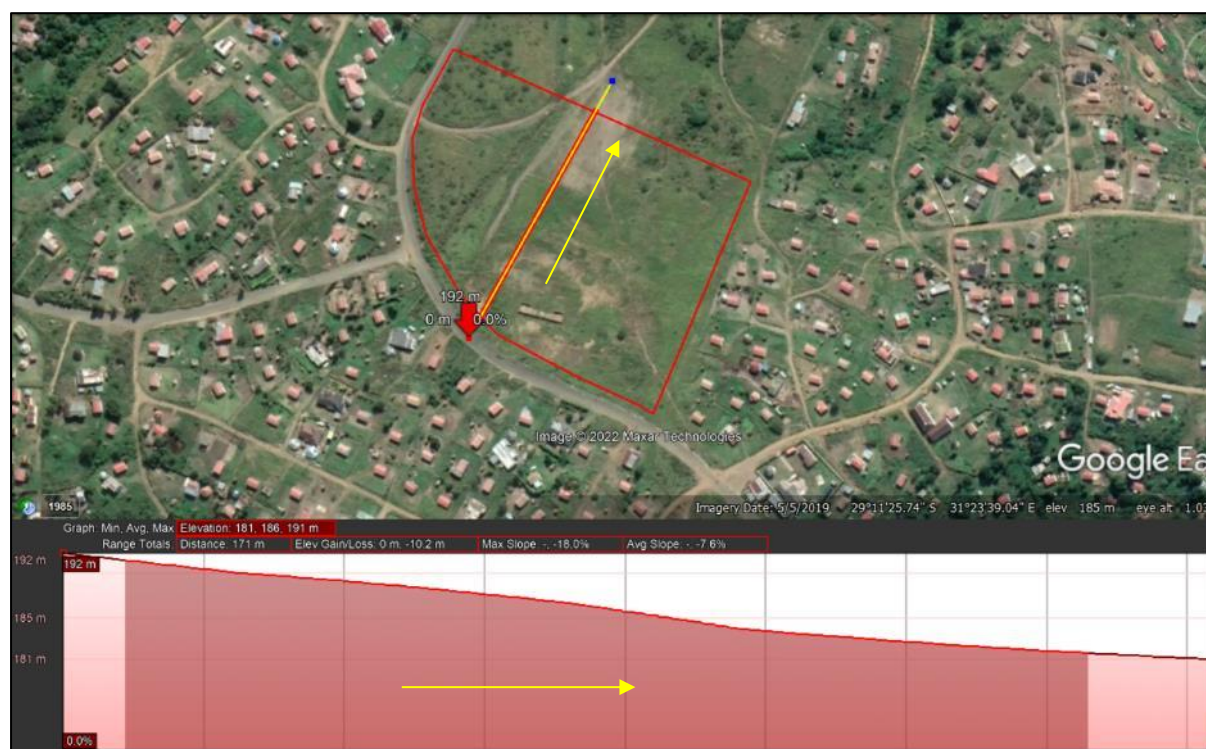 192 m
0 m 0.0%
Image © 2022 Maxar Technologies
Google Ea
1985
Imagery Date: 5/5/2019 29°11'25.74" S 31°23'39.04" E elev 185 m eye alt 1.0
Graph: Min, Avg, Max Elevation: 181, 186, 191 m
Range Totals: Distance: 171 m Elev Gain/Loss: 0 m, -10.2 m Max Slope: -, -18.0% Avg Slope: -, -7.6%
192 m 192 m
185 m
181 m
0.0%